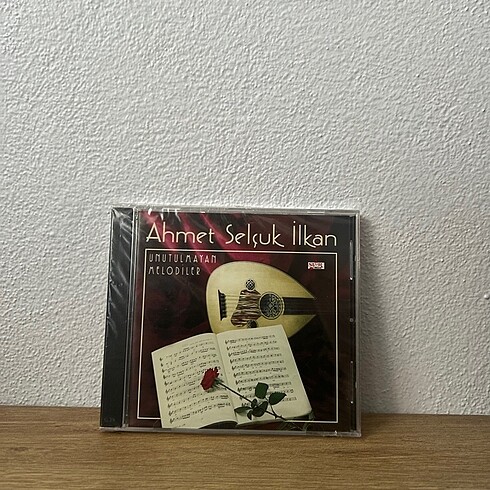 Ahmet Selçuk İlkan
UNUTULMAYAN
MELODİLER